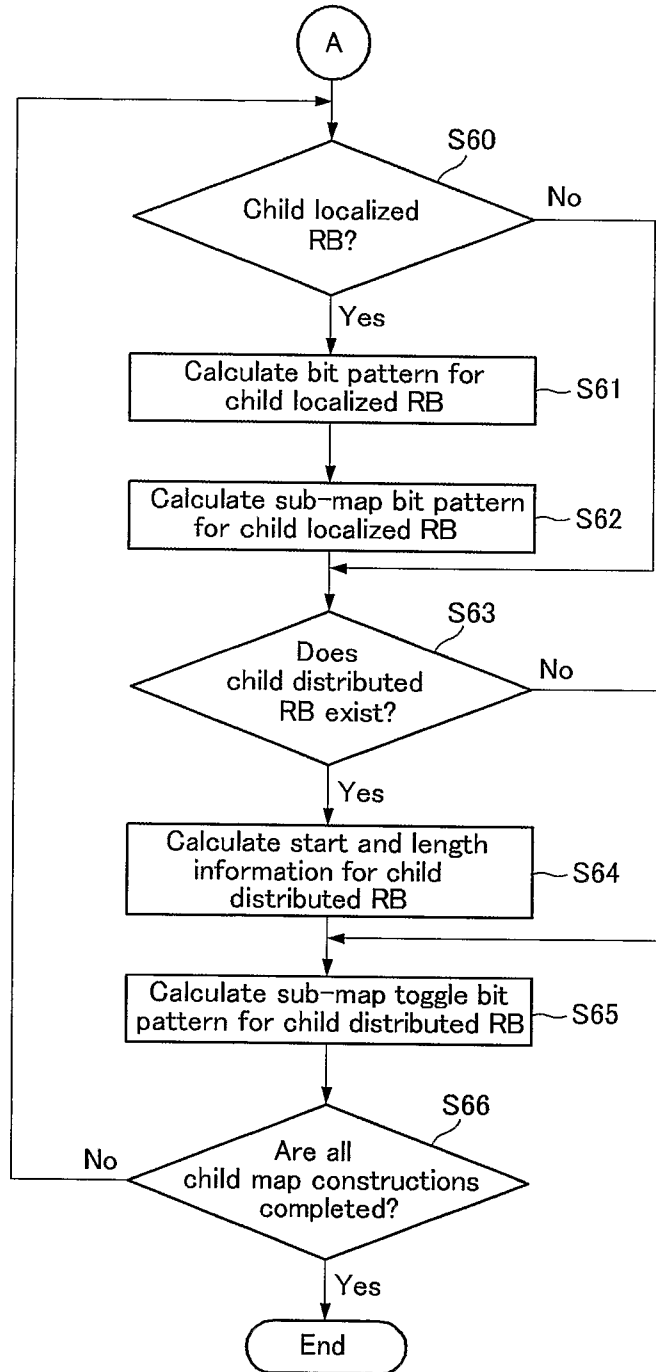 A
S60
Child localized
RB?
No
Yes
Calculate bit pattern for
child localized RB
S61
Calculate sub-map bit pattern
for child localized RB
S62
S63
Does
child distributed
RB exist?
No
Yes
Calculate start and length
information for child
distributed RB
S64
Calculate sub-map toggle bit
pattern for child distributed RB
S65
S66
Are all
child map constructions
completed?
No
Yes
End